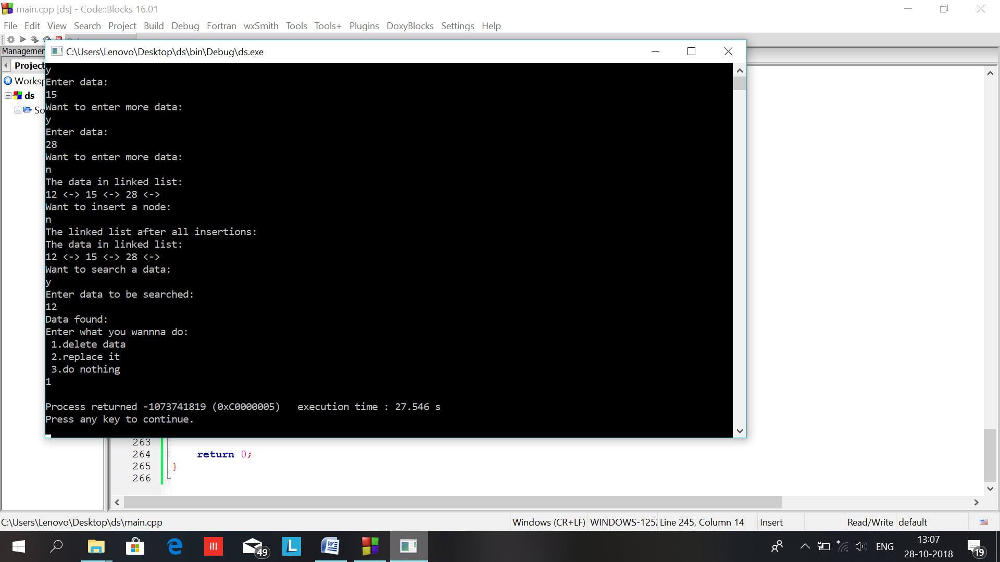 main.cpp [ds] - Code::Blocks 16.01
File Edit View Search Project Build Debug Fortran wxSmith Tools Tools+ Plugins DoxyBlocks Settings Help
Managemer
C:\Users\Lenovo\Desktop\ds\bin\Debug\ds.exe
Project
Worksp
ds
So
y
Enter data:
15
Want to enter more data:
y
Enter data:
28
Want to enter more data:
n
The data in linked list:
12 <-> 15 <-> 28 <->
Want to insert a node:
n
The linked list after all insertions:
The data in linked list:
12 <-> 15 <-> 28 <->
Want to search a data:
y
Enter data to be searched:
12
Data found:
Enter what you wannna do:
1.delete data
2.replace it
3.do nothing
1
Process returned -1073741819 (0xC0000005)   execution time : 27.546 s
Press any key to continue.
263
264 return 0;
265 }
266
C:\Users\Lenovo\Desktop\ds\main.cpp Windows (CR+LF) WINDOWS-1252 Line 245, Column 14 Insert Read/Write default
49
L
ENG
13:07
28-10-2018
19